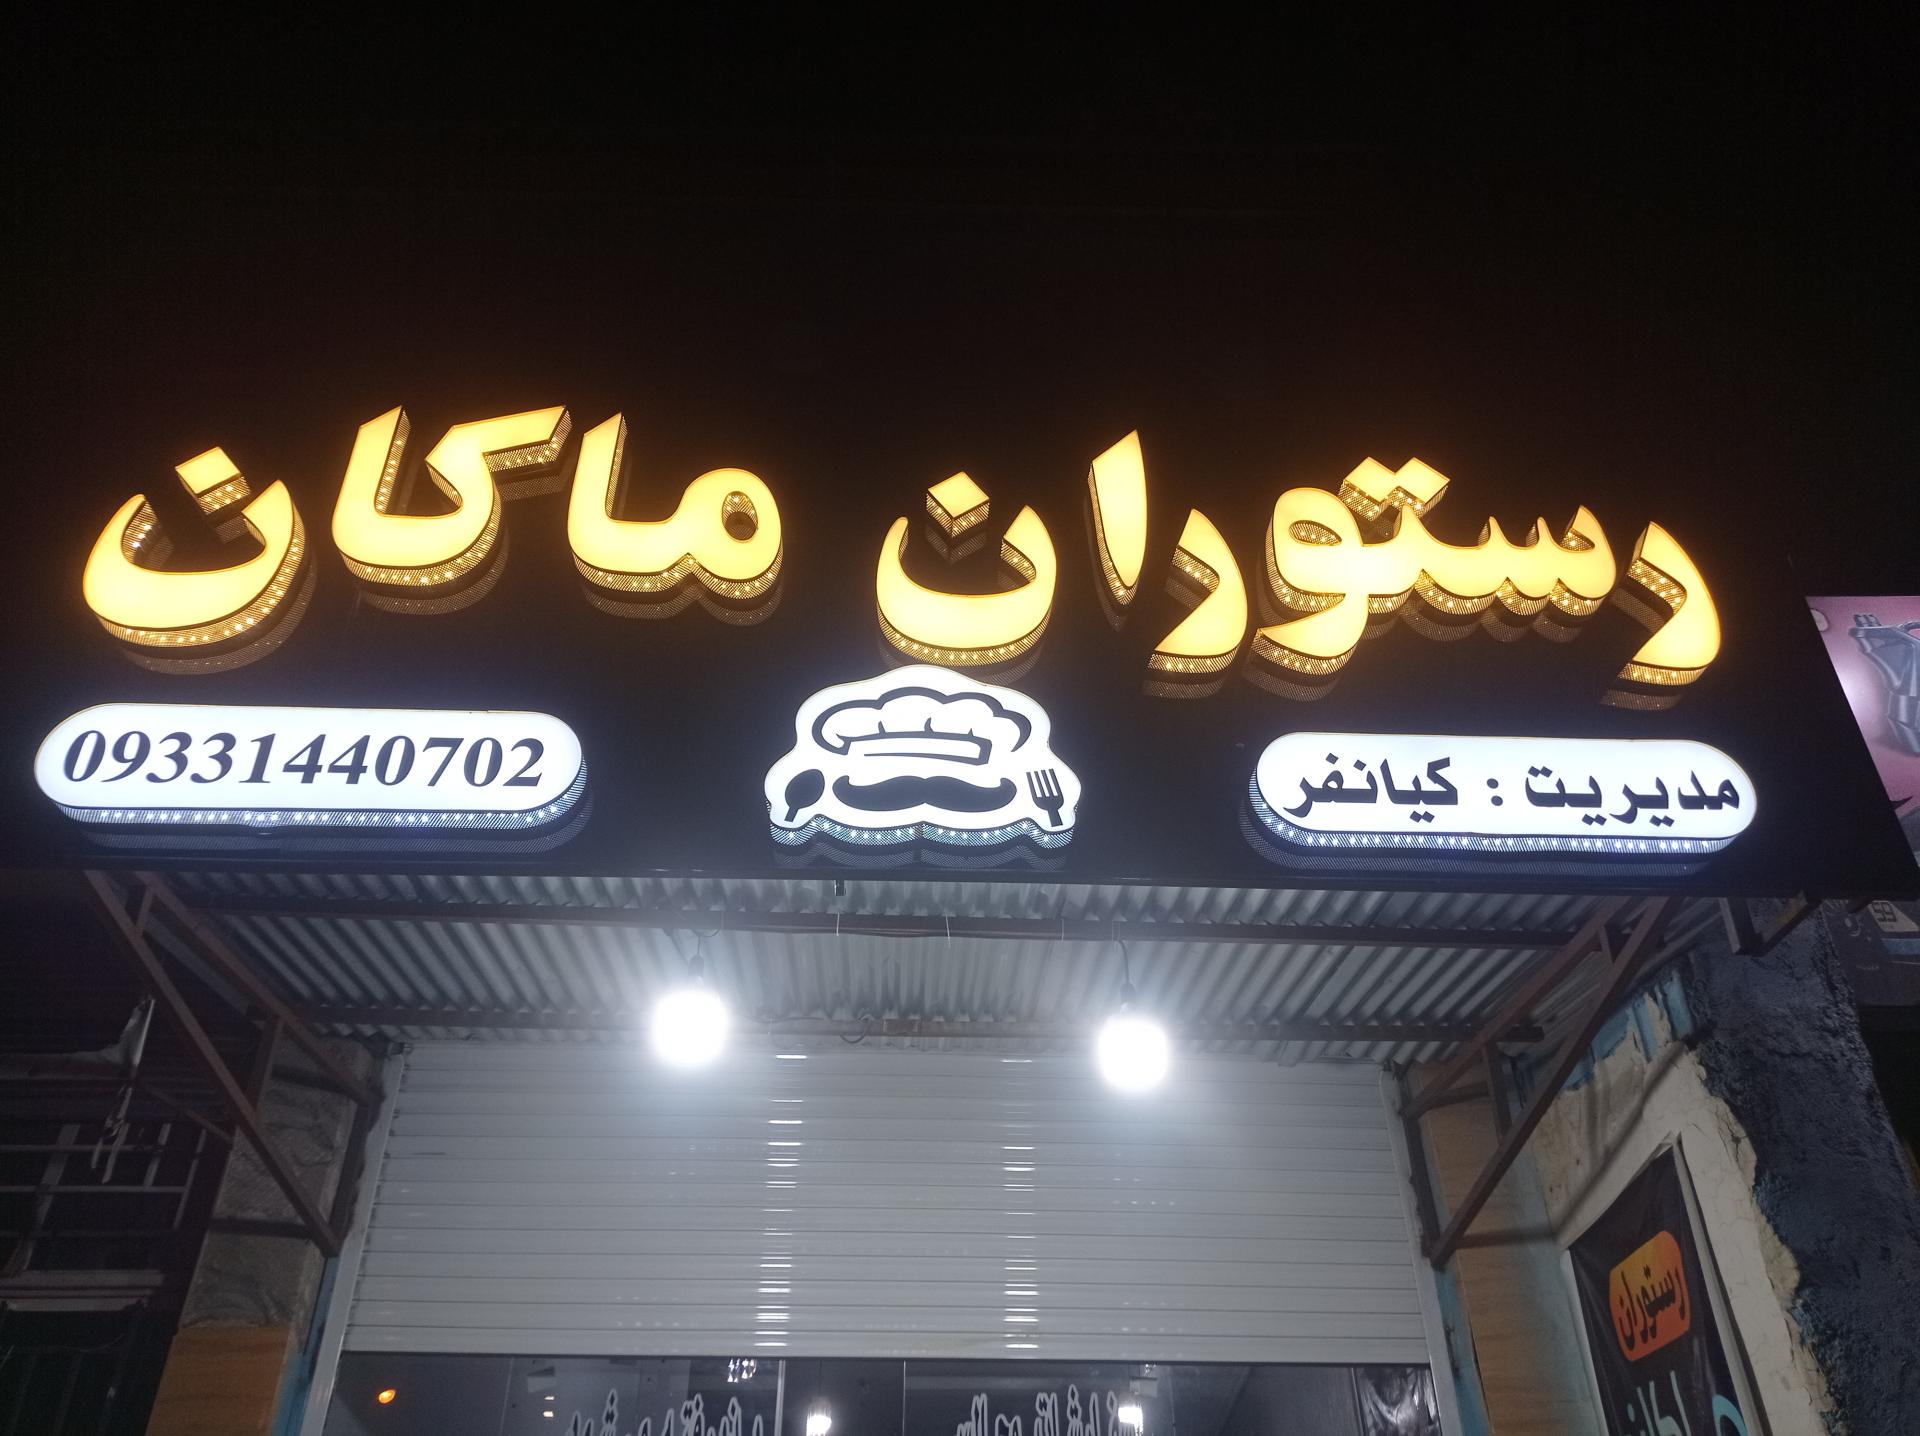 رستوران ماکان
مدیریت : کیانفر
09331440702
رستوران